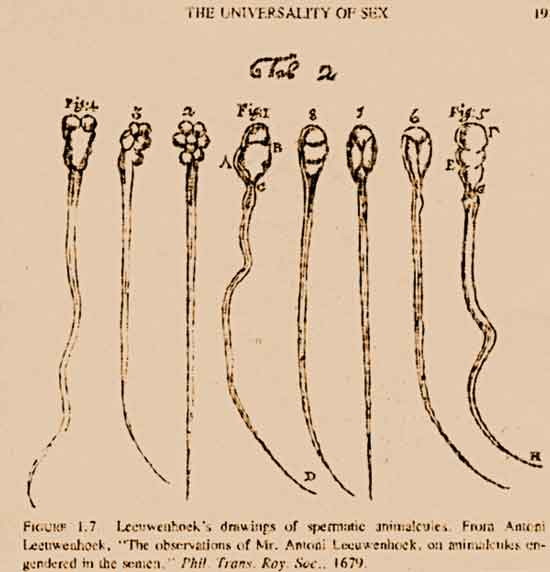 THE UNIVERSALITY OF SEX 19
Tab 2
Fig:4 3 2 Fig:1 8 7 6 Fig:5
A B C D
E F G H
FIGURE 1.7. Leeuwenhoek's drawings of spermatic animalcules. From Antoni
Leeuwenhoek, "The observations of Mr. Antoni Leeuwenhoek, on animalcules en-
gendered in the semen," Phil. Trans. Roy. Soc., 1679.